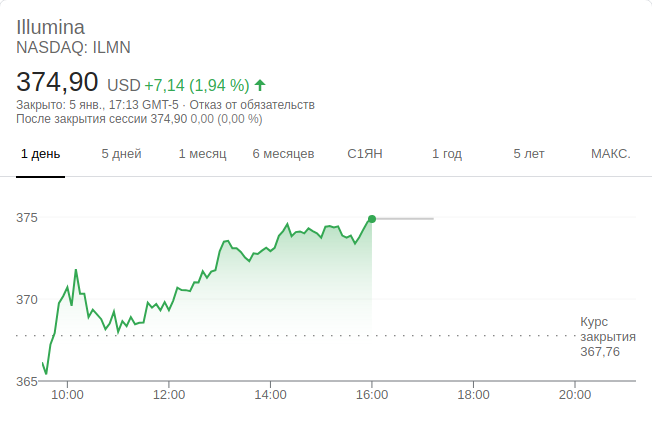 Illumina
NASDAQ: ILMN
374,90 USD +7,14 (1,94 %)
Закрыто: 5 янв., 17:13 GMT-5 · Отказ от обязательств
После закрытия сессии 374,90 0,00 (0,00 %)
1 день 5 дней 1 месяц 6 месяцев С1ЯН 1 год 5 лет МАКС.
375
370
Курс
закрытия
367,76
365
10:00 12:00 14:00 16:00 18:00 20:00